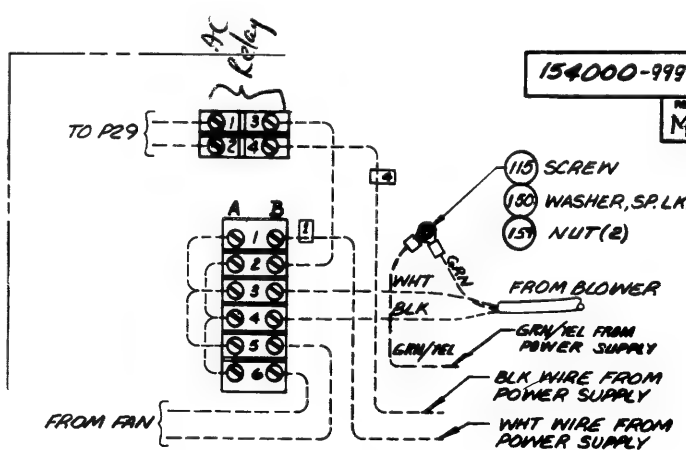 AC
Relay
154000-999
TO P29
1 3
2 4
4
115 SCREW
150 WASHER, SP. LK
NUT (2)
A B
1
1
2
3
4
5
6
WHT
GRN
BLK
FROM BLOWER
GRN/YEL
GRN/YEL FROM
POWER SUPPLY
BLK WIRE FROM
POWER SUPPLY
FROM FAN
WHT WIRE FROM
POWER SUPPLY